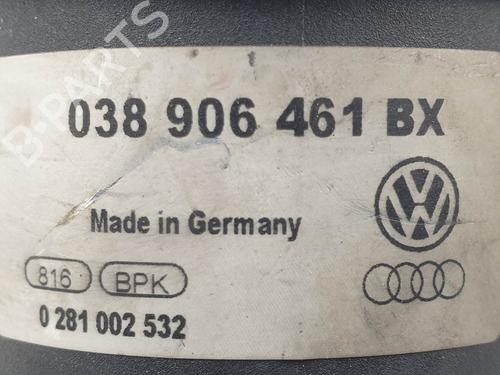 B-PARTS
038 906 461 BX
Made in Germany
816 BPK
0 281 002 532